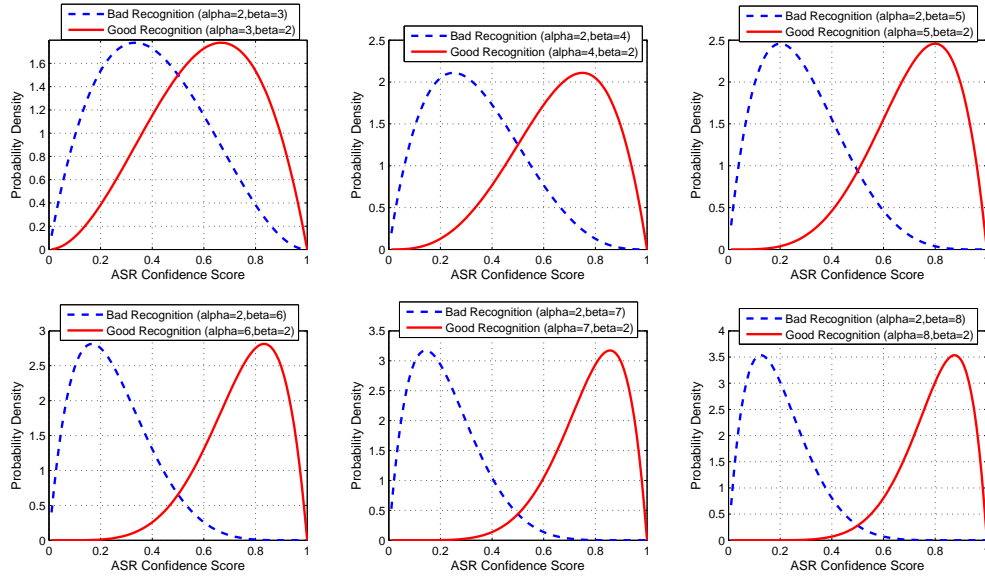 Bad Recognition (alpha=2,beta=3)
Good Recognition (alpha=3,beta=2)
Probability Density
1.6
1.4
1.2
1
0.8
0.6
0.4
0.2
0
0 0.2 0.4 0.6 0.8 1
ASR Confidence Score
Bad Recognition (alpha=2,beta=4)
Good Recognition (alpha=4,beta=2)
Probability Density
2.5
2
1.5
1
0.5
0
0 0.2 0.4 0.6 0.8 1
ASR Confidence Score
Bad Recognition (alpha=2,beta=5)
Good Recognition (alpha=5,beta=2)
Probability Density
2.5
2
1.5
1
0.5
0
0 0.2 0.4 0.6 0.8 1
ASR Confidence Score
Bad Recognition (alpha=2,beta=6)
Good Recognition (alpha=6,beta=2)
Probability Density
3
2.5
2
1.5
1
0.5
0
0 0.2 0.4 0.6 0.8 1
ASR Confidence Score
Bad Recognition (alpha=2,beta=7)
Good Recognition (alpha=7,beta=2)
Probability Density
3.5
3
2.5
2
1.5
1
0.5
0
0 0.2 0.4 0.6 0.8 1
ASR Confidence Score
Bad Recognition (alpha=2,beta=8)
Good Recognition (alpha=8,beta=2)
Probability Density
4
3.5
3
2.5
2
1.5
1
0.5
0
0 0.2 0.4 0.6 0.8 1
ASR Confidence Score